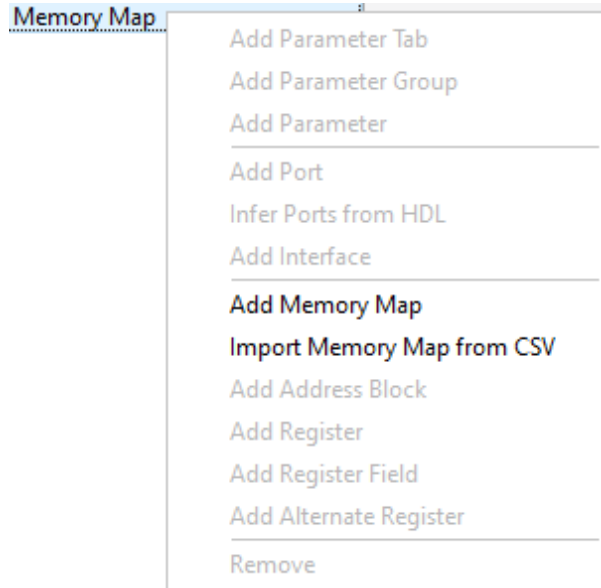 Memory Map
Add Parameter Tab
Add Parameter Group
Add Parameter
Add Port
Infer Ports from HDL
Add Interface
Add Memory Map
Import Memory Map from CSV
Add Address Block
Add Register
Add Register Field
Add Alternate Register
Remove